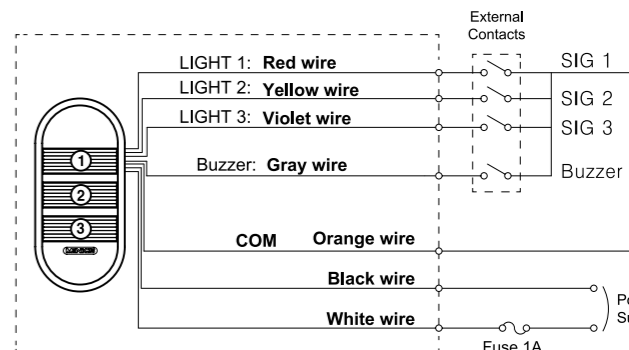 External
Contacts
LIGHT 1: Red wire
SIG 1
LIGHT 2: Yellow wire
SIG 2
LIGHT 3: Violet wire
SIG 3
Buzzer: Gray wire
Buzzer
1
2
3
COM Orange wire
Black wire
White wire
Fuse 1A